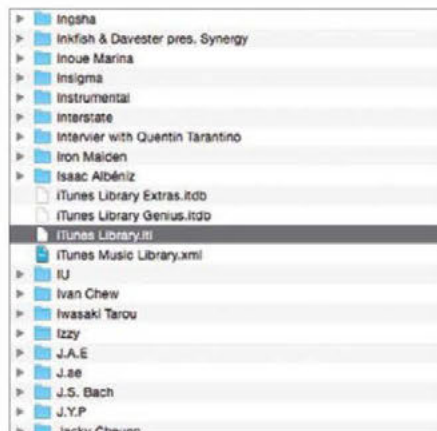 Ingsha
Inkfish & Davester pres. Synergy
Inoue Marina
Insigma
Instrumental
Interstate
Intervier with Quentin Tarantino
Iron Maiden
Isaac Albéniz
iTunes Library Extras.itdb
iTunes Library Genius.itdb
iTunes Library.itl
iTunes Music Library.xml
IU
Ivan Chew
Iwasaki Tarou
Izzy
J.A.E
J.ae
J.S. Bach
J.Y.P
Jacky Cheung